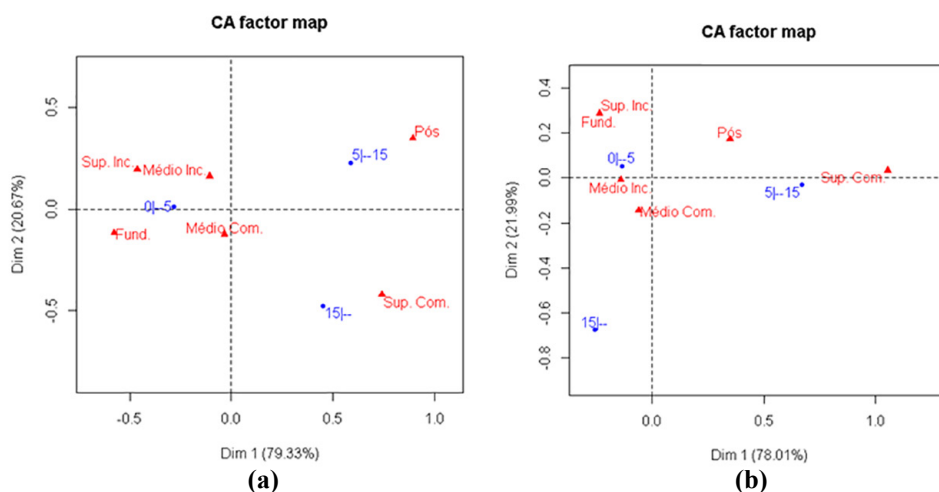 CA factor map
0.5
0.0
-0.5
Dim 2 (20.67%)
Pós
5|--15
Sup. Inc.
Médio Inc.
0|--5
Fund.
Médio Com.
15|--
Sup. Com.
-0.5
0.0
0.5
1.0
Dim 1 (79.33%)
(a)
CA factor map
0.4
0.2
0.0
-0.2
-0.4
-0.6
-0.8
Dim 2 (21.99%)
Sup. Inc.
Fund.
Pós
0|--5
Médio Inc.
Sup. Com.
5|--15
Médio Com.
15|--
0.0
0.5
1.0
Dim 1 (78.01%)
(b)